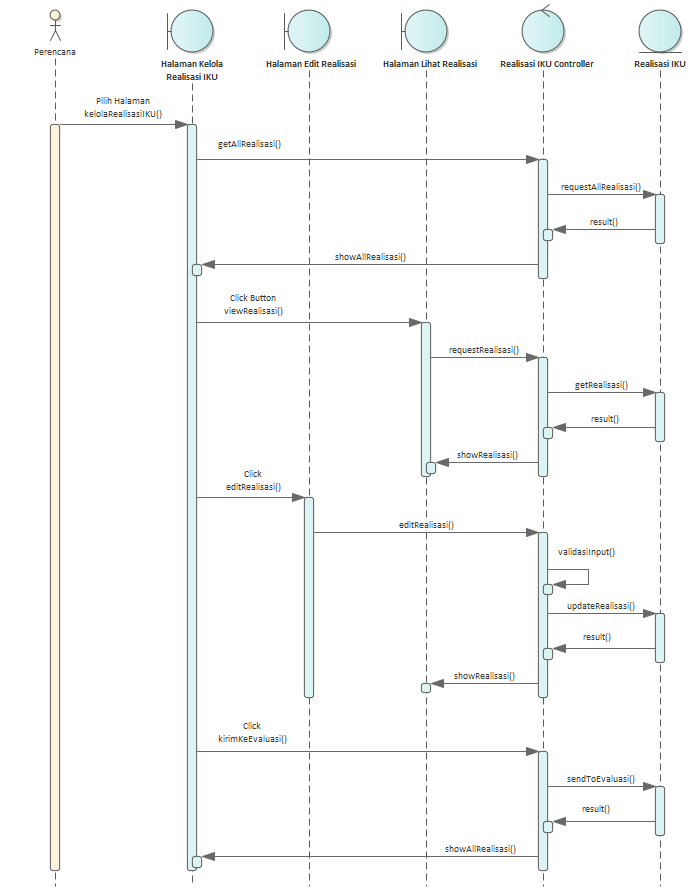 Perencana
Halaman Kelola
Realisasi IKU
Halaman Edit Realisasi
Halaman Lihat Realisasi
Realisasi IKU Controller
Realisasi IKU
Pilih Halaman
kelolaRealisasiIKU()
getAllRealisasi()
requestAllRealisasi()
result()
showAllRealisasi()
Click Button
viewRealisasi()
requestRealisasi()
getRealisasi()
result()
showRealisasi()
Click
editRealisasi()
editRealisasi()
validasiInput()
updateRealisasi()
result()
showRealisasi()
Click
kirimKeEvaluasi()
sendToEvaluasi()
result()
showAllRealisasi()